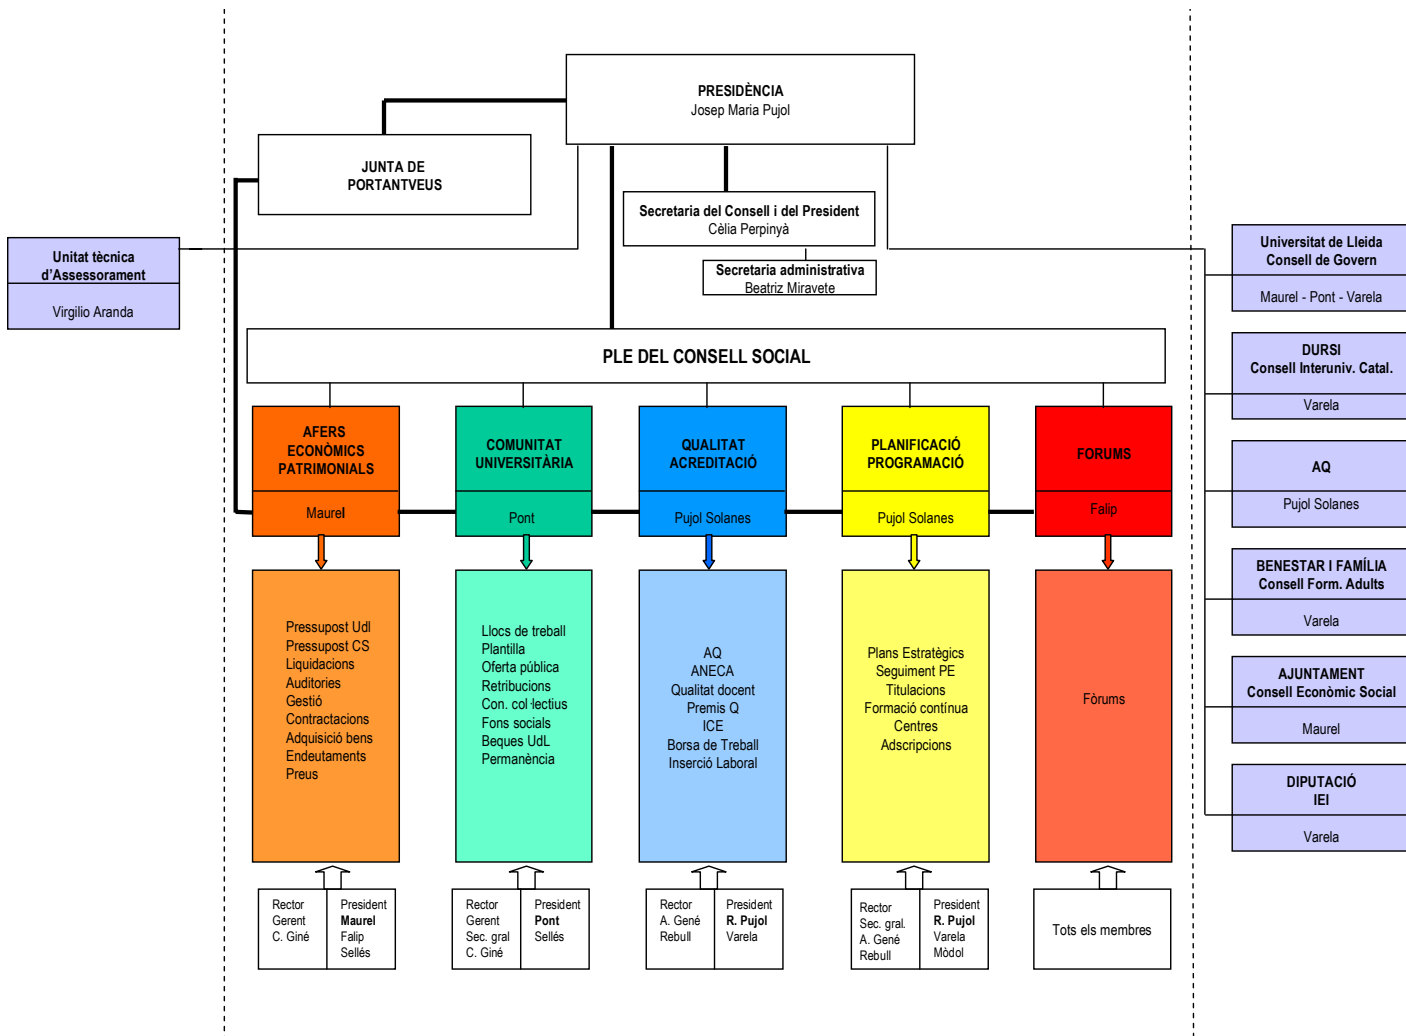 PRESIDÈNCIA
Josep Maria Pujol
JUNTA DE
PORTANTVEUS
Secretaria del Consell i del President
Cèlia Perpinyà
Secretaria administrativa
Beatriz Miravete
Unitat tècnica
d'Assessorament
Virgilio Aranda
PLE DEL CONSELL SOCIAL
AFERS
ECONÒMICS
PATRIMONIALS
Maurel
COMUNITAT
UNIVERSITÀRIA
Pont
QUALITAT
ACREDITACIÓ
Pujol Solanes
PLANIFICACIÓ
PROGRAMACIÓ
Pujol Solanes
FORUMS
Falip
Pressupost Udl
Pressupost CS
Liquidacions
Auditories
Gestió
Contractacions
Adquisició bens
Endeutaments
Preus
Llocs de treball
Plantilla
Oferta pública
Retribucions
Con. col·lectius
Fons socials
Beques UdL
Permanència
AQ
ANECA
Qualitat docent
Premis Q
ICE
Borsa de Treball
Inserció Laboral
Plans Estratègics
Seguiment PE
Titulacions
Formació contínua
Centres
Adscripcions
Fòrums
Rector
Gerent
C. Giné
President
Maurel
Falip
Sellés
Rector
Gerent
Sec. gral
C. Giné
President
Pont
Sellés
Rector
A. Gené
Rebull
President
R. Pujol
Varela
Rector
Sec. gral.
A. Gené
Rebull
President
R. Pujol
Varela
Mòdol
Tots els membres
Universitat de Lleida
Consell de Govern
Maurel - Pont - Varela
DURSI
Consell Interuniv. Catal.
Varela
AQ
Pujol Solanes
BENESTAR I FAMÍLIA
Consell Form. Adults
Varela
AJUNTAMENT
Consell Econòmic Social
Maurel
DIPUTACIÓ
IEI
Varela